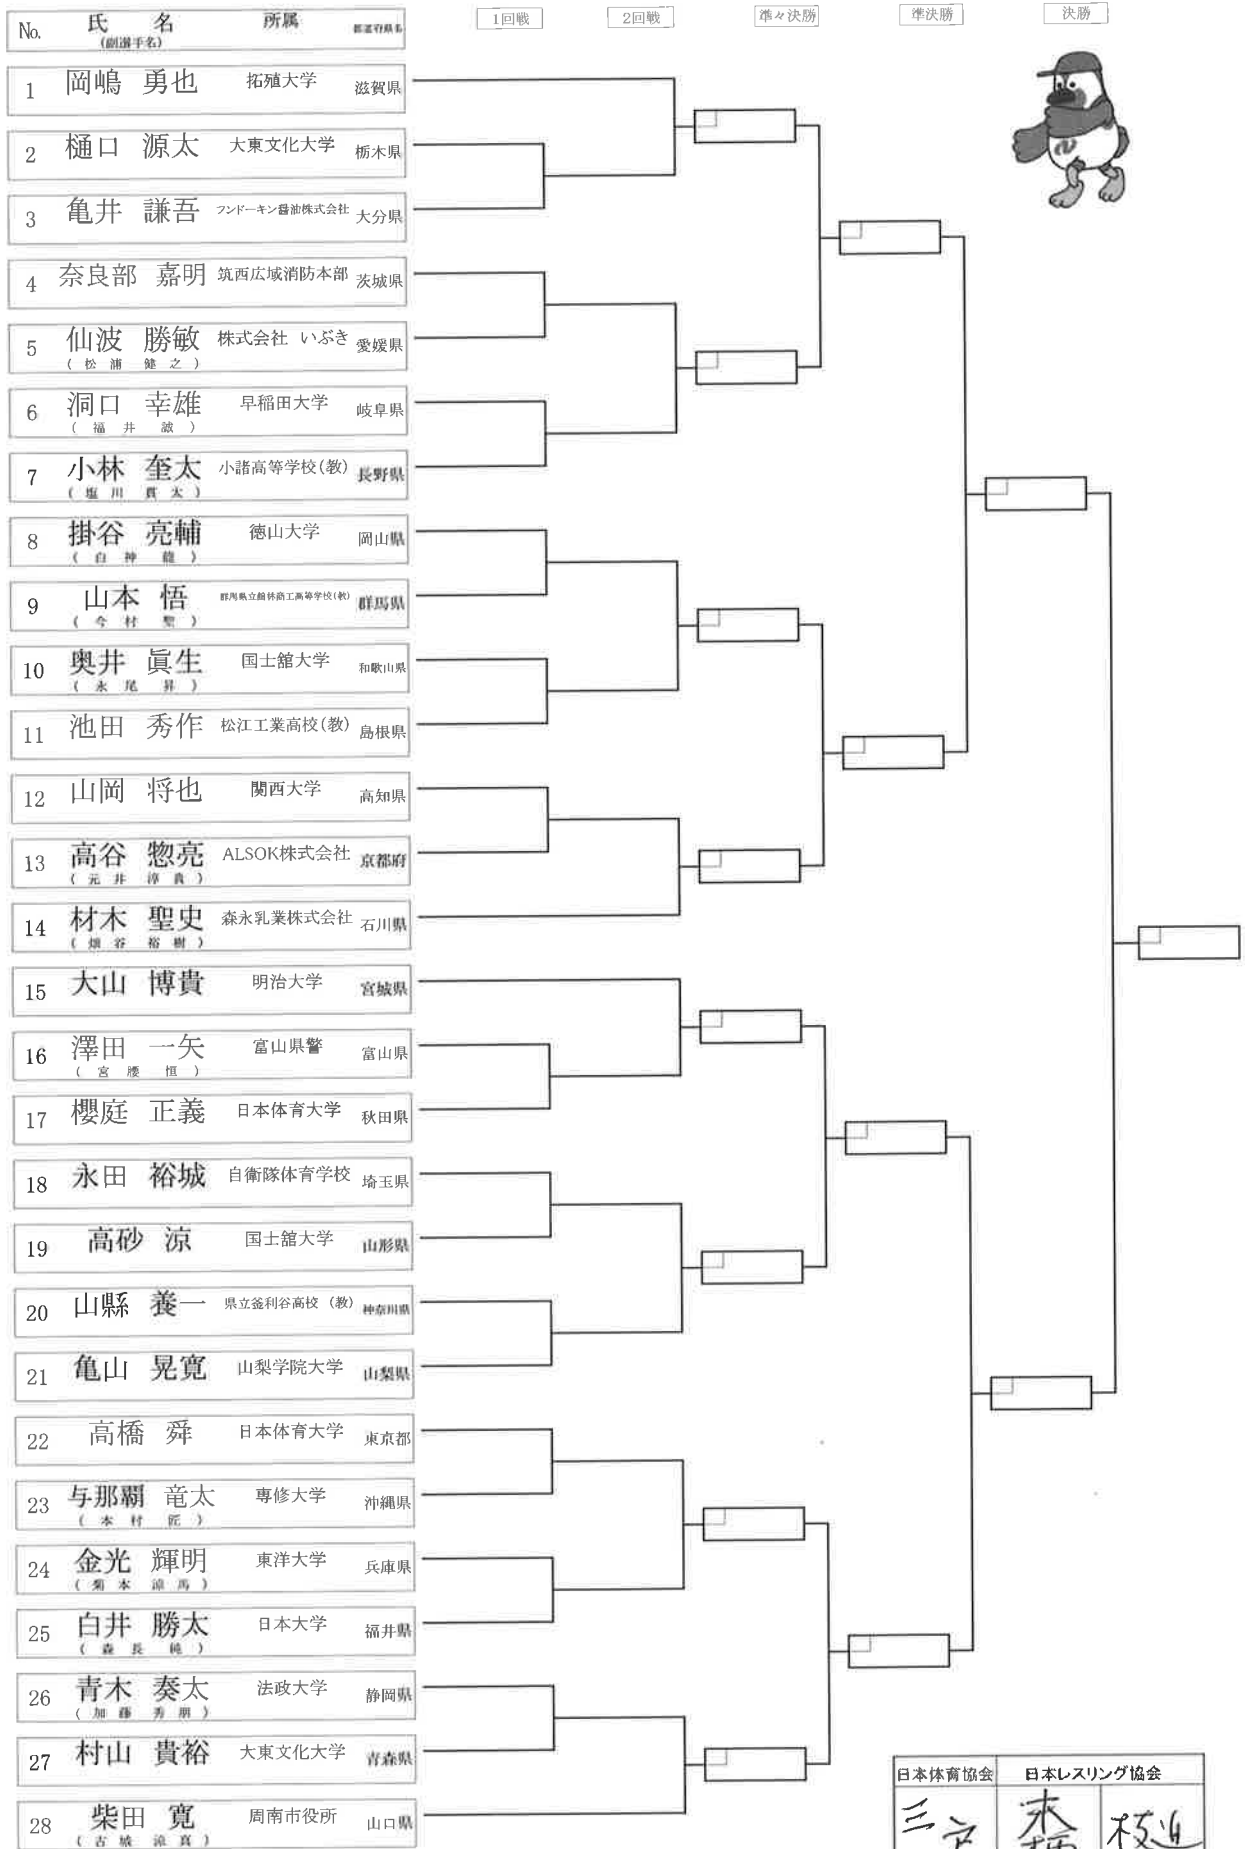 No. 氏 名 所属 都道府県名 1回戦 2回戦 準々決勝 準決勝 決勝
(副選手名)
1 岡嶋 勇也 拓殖大学 滋賀県
2 樋口 源太 大東文化大学 栃木県
3 亀井 謙吾 フンドーキン醤油株式会社 大分県
4 奈良部 嘉明 筑西広域消防本部 茨城県
5 仙波 勝敏 株式会社 いぶき 愛媛県
(松浦 健之)
6 洞口 幸雄 早稲田大学 岐阜県
(福井 誠)
7 小林 奎太 小諸高等学校(教) 長野県
(塩川 貫太)
8 掛谷 亮輔 徳山大学 岡山県
(白神 龍)
9 山本 悟 群馬県立館林商工高等学校(教) 群馬県
(今村 聖)
10 奥井 眞生 国士舘大学 和歌山県
(永尾 昇)
11 池田 秀作 松江工業高校(教) 島根県
12 山岡 将也 関西大学 高知県
13 高谷 惣亮 ALSOK株式会社 京都府
(元井 淳貴)
14 材木 聖史 森永乳業株式会社 石川県
(畑谷 裕樹)
15 大山 博貴 明治大学 宮城県
16 澤田 一矢 富山県警 富山県
(宮腰 恒)
17 櫻庭 正義 日本体育大学 秋田県
18 永田 裕城 自衛隊体育学校 埼玉県
19 高砂 涼 国士舘大学 山形県
20 山縣 養一 県立釜利谷高校 (教) 神奈川県
21 亀山 晃寛 山梨学院大学 山梨県
22 高橋 舜 日本体育大学 東京都
23 与那覇 竜太 専修大学 沖縄県
(本村 匠)
24 金光 輝明 東洋大学 兵庫県
(菊本 涼馬)
25 白井 勝太 日本大学 福井県
(森長 純)
26 青木 奏太 法政大学 静岡県
(加藤 秀朋)
27 村山 貴裕 大東文化大学 青森県
28 柴田 寛 周南市役所 山口県
(古城 涼真)
日本体育協会 日本レスリング協会